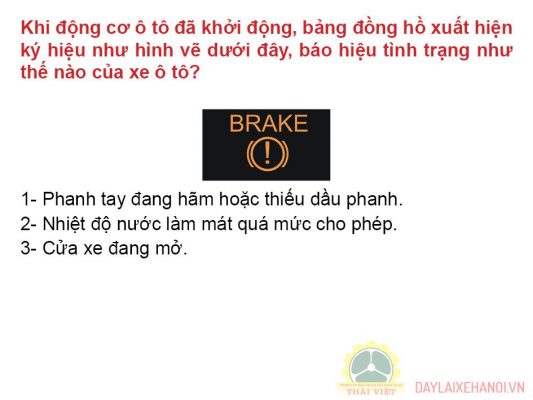 Khi động cơ ô tô đã khởi động, bảng đồng hồ xuất hiện
ký hiệu như hình vẽ dưới đây, báo hiệu tình trạng như
thế nào của xe ô tô?
BRAKE
(!)
1- Phanh tay đang hãm hoặc thiếu dầu phanh.
2- Nhiệt độ nước làm mát quá mức cho phép.
3- Cửa xe đang mở.
THÁI VIỆT
DAYLAIXEHANOI.VN